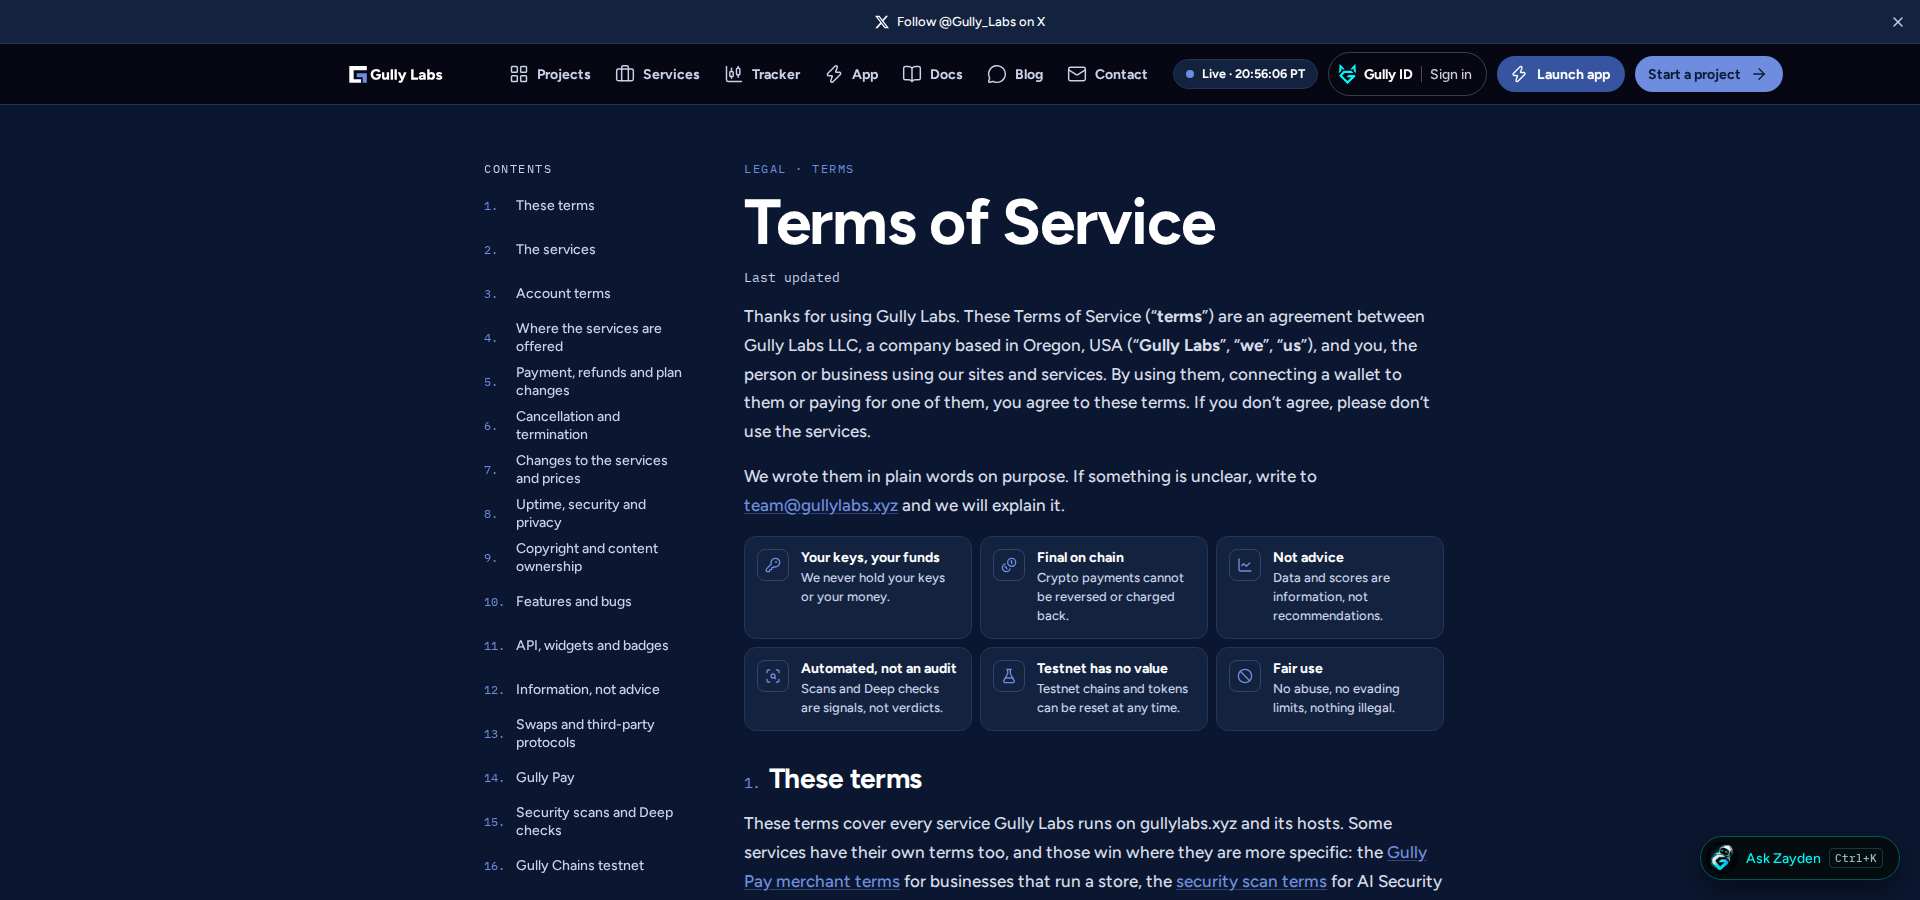 Follow @Gully_Labs on X
Gully Labs
Projects
Services
Tracker
App
Docs
Blog
Contact
Live · 20:56:06 PT
Gully ID
Sign in
Launch app
Start a project
CONTENTS
1. These terms
2. The services
3. Account terms
4. Where the services are
offered
5. Payment, refunds and plan
changes
6. Cancellation and
termination
7. Changes to the services
and prices
8. Uptime, security and
privacy
9. Copyright and content
ownership
10. Features and bugs
11. API, widgets and badges
12. Information, not advice
13. Swaps and third-party
protocols
14. Gully Pay
15. Security scans and Deep
checks
16. Gully Chains testnet
LEGAL · TERMS
Terms of Service
Last updated
Thanks for using Gully Labs. These Terms of Service (“terms”) are an agreement between
Gully Labs LLC, a company based in Oregon, USA (“Gully Labs”, “we”, “us”), and you, the
person or business using our sites and services. By using them, connecting a wallet to
them or paying for one of them, you agree to these terms. If you don’t agree, please don’t
use the services.
We wrote them in plain words on purpose. If something is unclear, write to
team@gullylabs.xyz and we will explain it.
Your keys, your funds
We never hold your keys
or your money.
Final on chain
Crypto payments cannot
be reversed or charged
back.
Not advice
Data and scores are
information, not
recommendations.
Automated, not an audit
Scans and Deep checks
are signals, not verdicts.
Testnet has no value
Testnet chains and tokens
can be reset at any time.
Fair use
No abuse, no evading
limits, nothing illegal.
1. These terms
These terms cover every service Gully Labs runs on gullylabs.xyz and its hosts. Some
services have their own terms too, and those win where they are more specific: the Gully
Pay merchant terms for businesses that run a store, the security scan terms for AI Security
Ask Zayden Ctrl+K